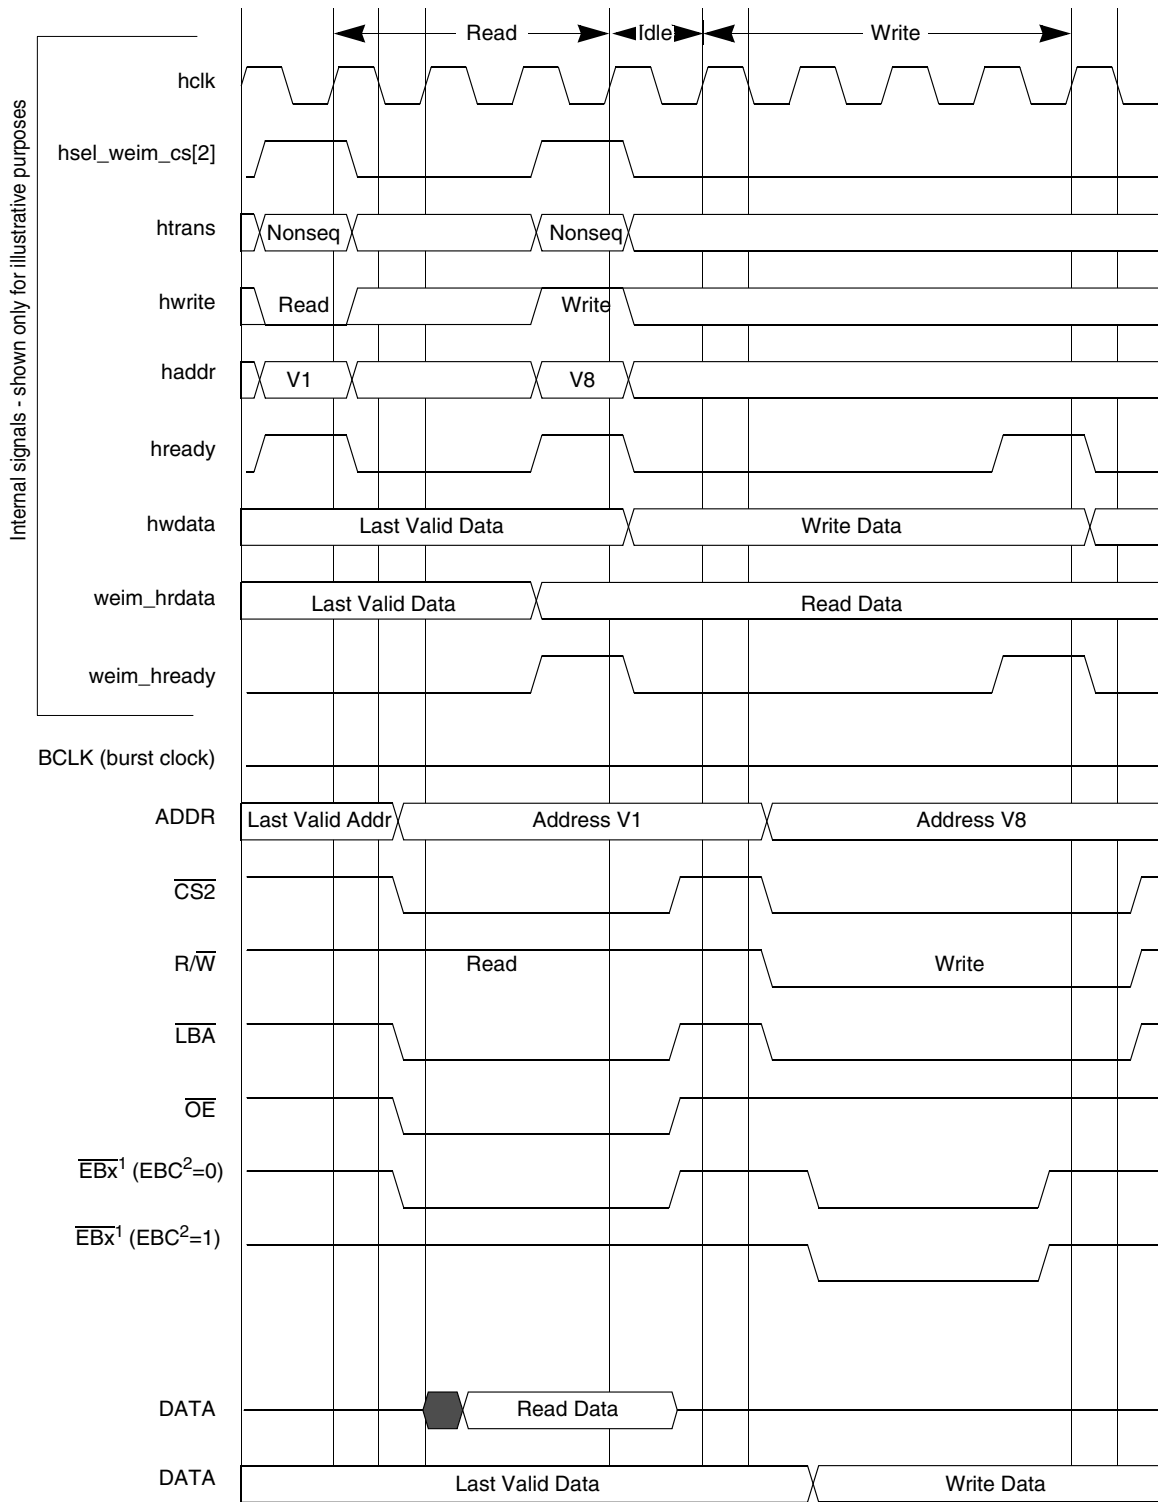 Read Idle Write
Internal signals - shown only for illustrative purposes
hclk
hsel_weim_cs[2]
htrans Nonseq Nonseq
hwrite Read Write
haddr V1 V8
hready
hwdata Last Valid Data Write Data
weim_hrdata Last Valid Data Read Data
weim_hready
BCLK (burst clock)
ADDR Last Valid Addr Address V1 Address V8
CS2
R/W Read Write
LBA
OE
EBx¹ (EBC²=0)
EBx¹ (EBC²=1)
DATA Read Data
DATA Last Valid Data Write Data